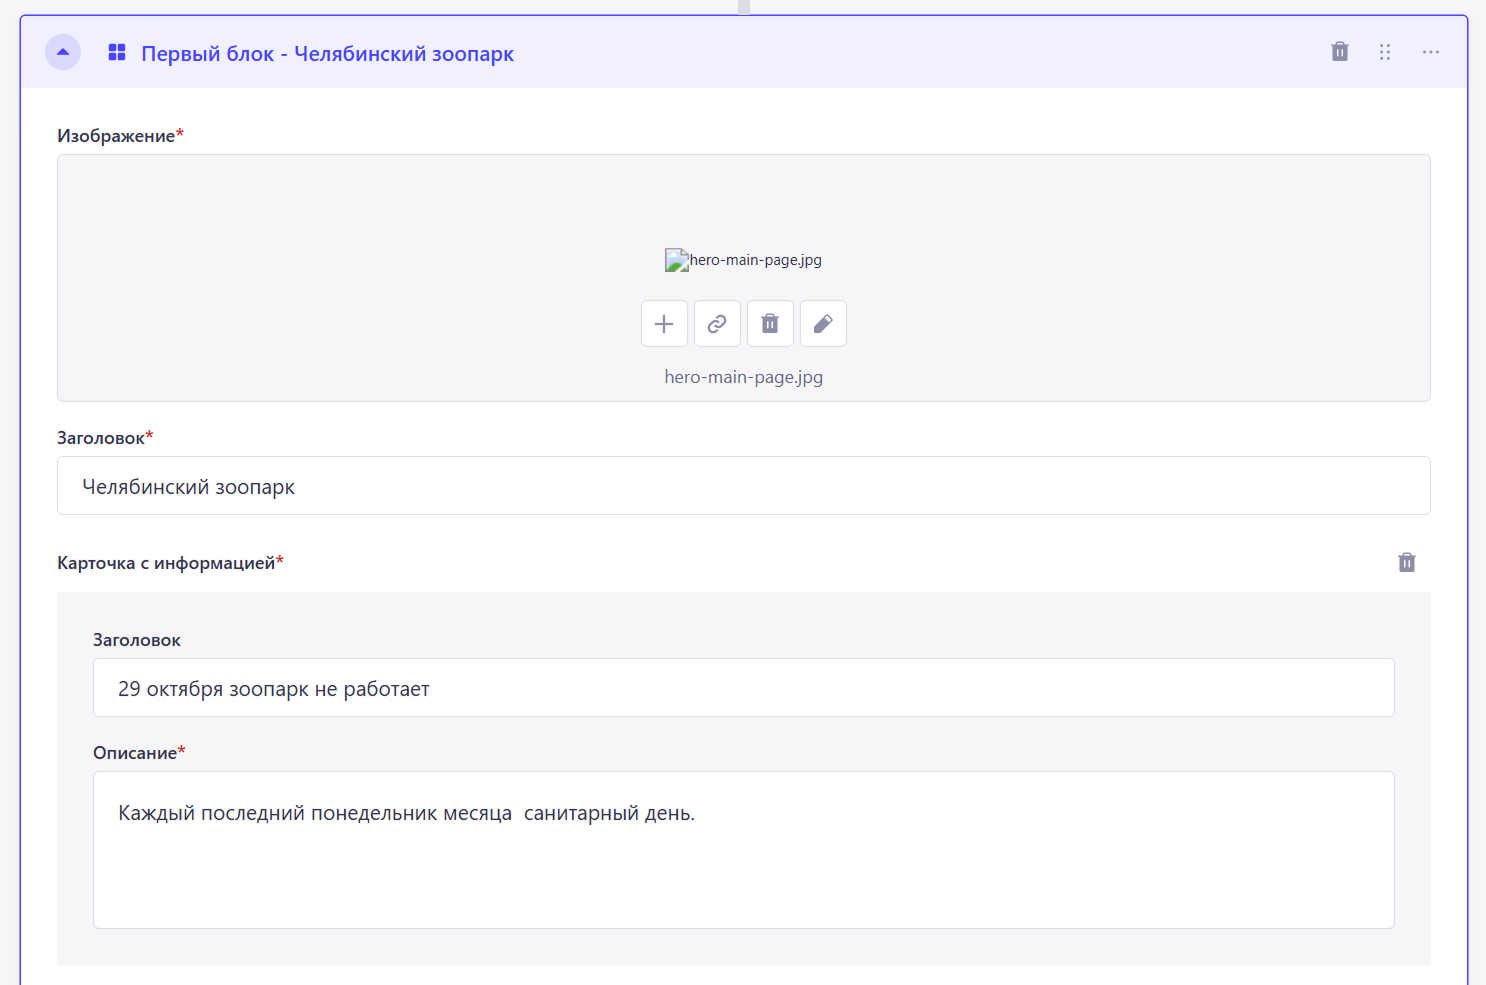 Первый блок - Челябинский зоопарк
Изображение*
hero-main-page.jpg
hero-main-page.jpg
Заголовок*
Челябинский зоопарк
Карточка с информацией*
Заголовок
29 октября зоопарк не работает
Описание*
Каждый последний понедельник месяца  санитарный день.